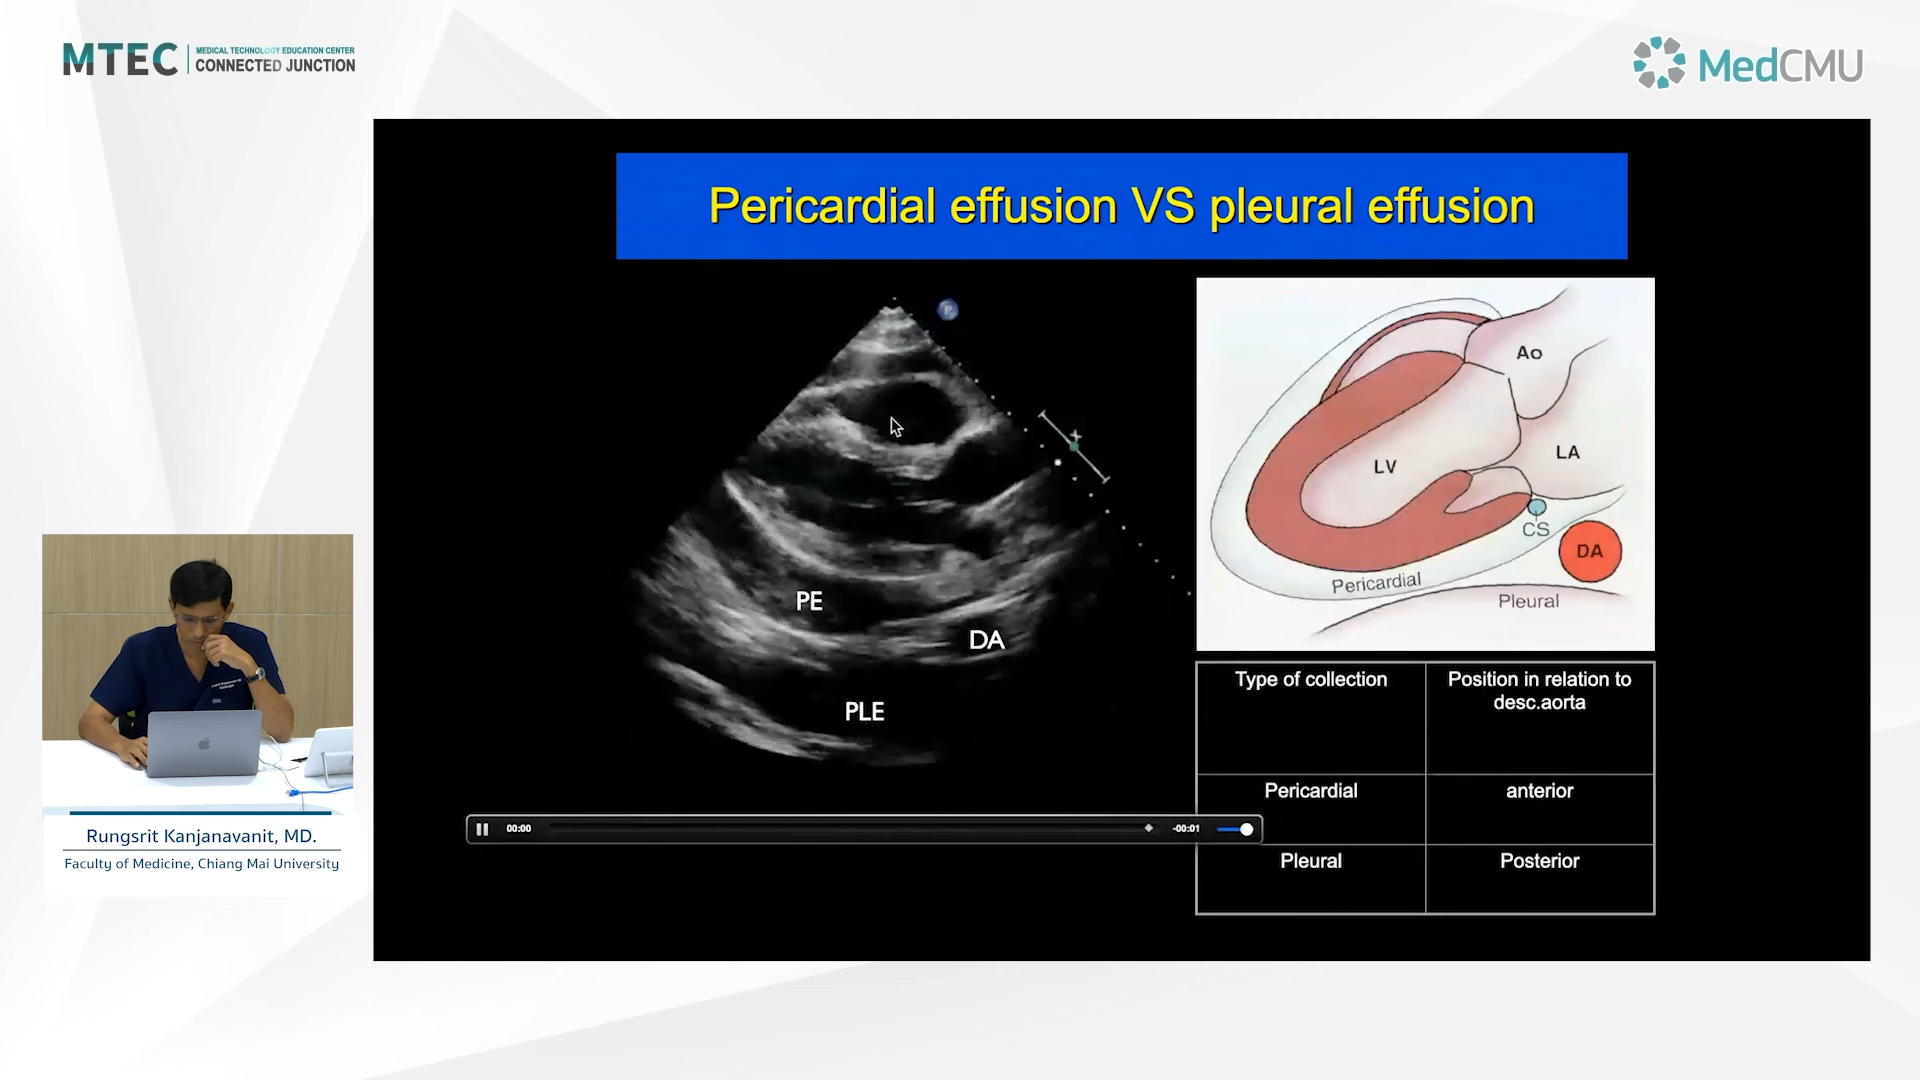 MTEC
MEDICAL TECHNOLOGY EDUCATION CENTER
CONNECTED JUNCTION
MedCMU
Pericardial effusion VS pleural effusion
P
PE
DA
PLE
Ao
LV
LA
CS
DA
Pericardial
Pleural
Type of collection
Position in relation to
desc.aorta
Pericardial
anterior
Pleural
Posterior
00:00
-00:01
Rungsrit Kanjanavanit, MD.
Faculty of Medicine, Chiang Mai University